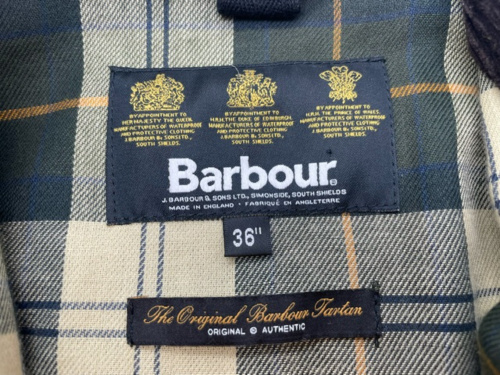 BY APPOINTMENT TO
HER MAJESTY THE QUEEN
MANUFACTURERS OF WATERPROOF
AND PROTECTIVE CLOTHING
J. BARBOUR & SONS LTD.,
SOUTH SHIELDS.
BY APPOINTMENT TO
H.R.H. THE DUKE OF EDINBURGH,
MANUFACTURERS OF WATERPROOF
AND PROTECTIVE CLOTHING
J. BARBOUR & SONS LTD.,
SOUTH SHIELDS.
BY APPOINTMENT TO
H.R.H. THE PRINCE OF WALES,
MANUFACTURERS OF WATERPROOF
AND PROTECTIVE CLOTHING
J. BARBOUR & SONS LTD.,
SOUTH SHIELDS.
Barbour®
J. BARBOUR & SONS LTD., SIMONSIDE, SOUTH SHIELDS
MADE IN ENGLAND • FABRIQUÉ EN ANGLETERRE
36"
The Original Barbour Tartan
ORIGINAL © AUTHENTIC